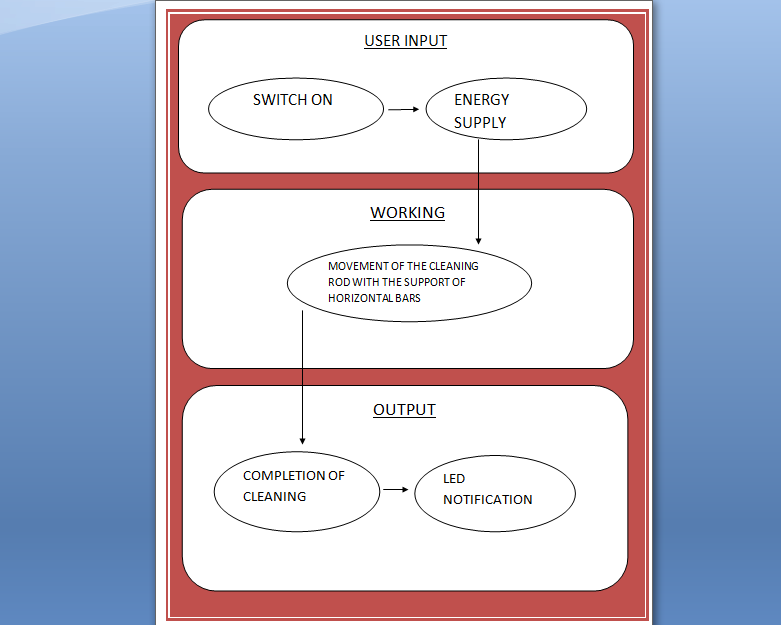 USER INPUT
SWITCH ON
ENERGY
SUPPLY
WORKING
MOVEMENT OF THE CLEANING
ROD WITH THE SUPPORT OF
HORIZONTAL BARS
OUTPUT
COMPLETION OF
CLEANING
LED
NOTIFICATION